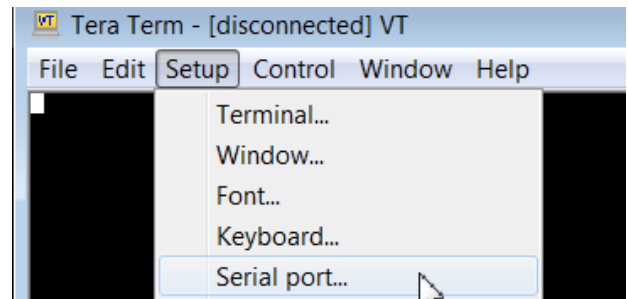 VT Tera Term - [disconnected] VT
File Edit Setup Control Window Help
Terminal...
Window...
Font...
Keyboard...
Serial port...